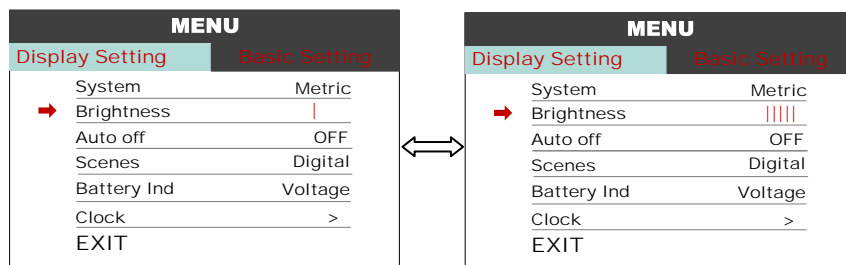 MENU
Display Setting Basic Setting
System Metric
Brightness |
Auto off OFF
Scenes Digital
Battery Ind Voltage
Clock >
EXIT
MENU
Display Setting Basic Setting
System Metric
Brightness |||||
Auto off OFF
Scenes Digital
Battery Ind Voltage
Clock >
EXIT